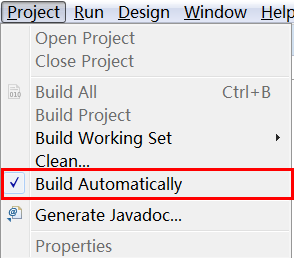 Project Run Design Window Help
Open Project
Close Project
Build All Ctrl+B
Build Project
Build Working Set
Clean...
Build Automatically
Generate Javadoc...
Properties